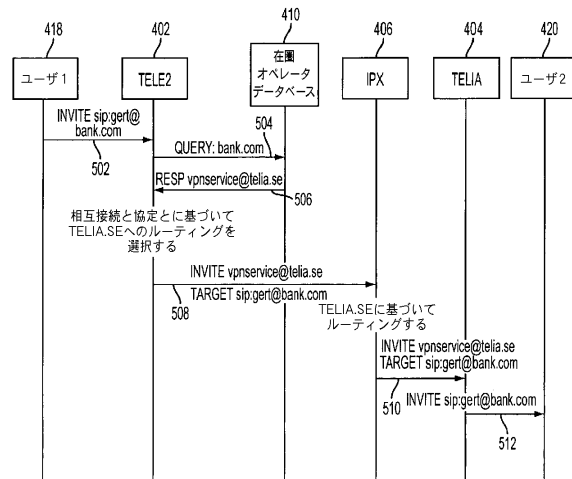 418
402
410
406
404
420
ユーザ1
TELE2
在圏
オペレータ
データベース
IPX
TELIA
ユーザ2
INVITE sip:gert@
bank.com
502
504
QUERY: bank.com
RESP vpnservice@telia.se
506
相互接続と協定とに基づいて
TELIA.SEへのルーティングを
選択する
INVITE vpnservice@telia.se
508
TARGET sip:gert@bank.com
TELIA.SEに基づいて
ルーティングする
INVITE vpnservice@telia.se
TARGET sip:gert@bank.com
510
INVITE sip:gert@bank.com
512